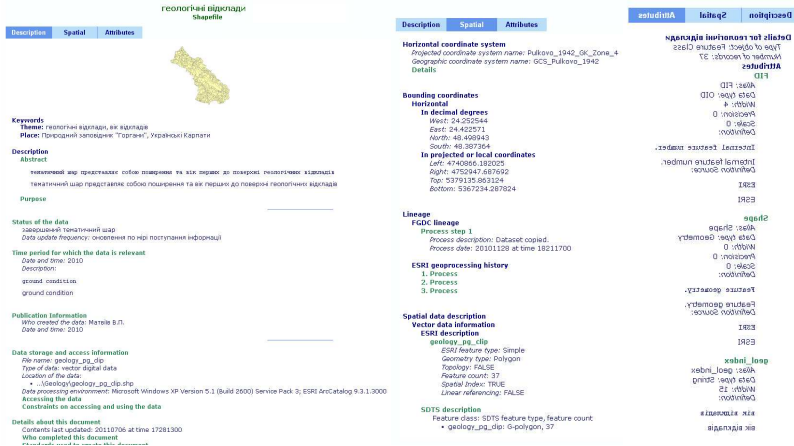 геологічні відклади
Shapefile
Description Spatial Attributes
Keywords
Theme: геологічні відклади, вік відкладів
Place: Природний заповідник "Горгани", Українські Карпати
Description
Abstract
тематичний шар представляє собою поширення та вік перших до поверхні геологічних відкладів
тематичний шар представляє собою поширення та вік перших до поверхні геологічних відкладів
Purpose
Status of the data
завершений тематичний шар
Data update frequency: оновлення по мірі поступання інформації
Time period for which the data is relevant
Date and time: 2010
Description:
ground condition
ground condition
Publication Information
Who created the data: Матвіїв В.П.
Date and time: 2010
Data storage and access information
File name: geology_pg_clip
Type of data: vector digital data
Location of the data:
• ...\Geology\geology_pg_clip.shp
Data processing environment: Microsoft Windows XP Version 5.1 (Build 2600) Service Pack 3; ESRI ArcCatalog 9.3.1.3000
Accessing the data
Constraints on accessing and using the data
Details about this document
Contents last updated: 20110706 at time 17281300
Who completed this document
Standards used to create this document
Description Spatial Attributes
Horizontal coordinate system
Projected coordinate system name: Pulkovo_1942_GK_Zone_4
Geographic coordinate system name: GCS_Pulkovo_1942
Details
Bounding coordinates
Horizontal
In decimal degrees
West: 24.252544
East: 24.422571
North: 48.498943
South: 48.387364
In projected or local coordinates
Left: 4740866.182025
Right: 4752947.687692
Top: 5379135.863124
Bottom: 5367234.287824
Lineage
FGDC lineage
Process step 1
Process description: Dataset copied.
Process date: 20101128 at time 18211700
ESRI geoprocessing history
1. Process
2. Process
3. Process
Spatial data description
Vector data information
ESRI description
geology_pg_clip
ESRI feature type: Simple
Geometry type: Polygon
Topology: FALSE
Feature count: 37
Spatial Index: TRUE
Linear referencing: FALSE
SDTS description
Feature class: SDTS feature type, feature count
• geology_pg_clip: G-polygon, 37
Description Spatial Attributes
Details for геологічні відклади
Type of object: Feature Class
Number of records: 37
Attributes
FID
Alias: FID
Data type: OID
Width: 4
Precision: 0
Scale: 0
Definition:
Internal feature number.
Internal feature number.
Definition Source:
ESRI
ESRI
Shape
Alias: Shape
Data type: Geometry
Width: 0
Precision: 0
Scale: 0
Definition:
Feature geometry.
Feature geometry.
Definition Source:
ESRI
ESRI
geol_index
Alias: geol_index
Data type: String
Width: 15
Definition:
вік відкладів
вік відкладів